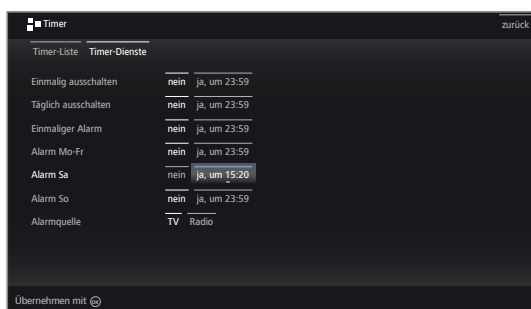 Timer zurück
Timer-Liste Timer-Dienste
Einmalig ausschalten nein ja, um 23:59
Täglich ausschalten nein ja, um 23:59
Einmaliger Alarm nein ja, um 23:59
Alarm Mo-Fr nein ja, um 23:59
Alarm Sa nein ja, um 15:20
Alarm So nein ja, um 23:59
Alarmquelle TV Radio
Übernehmen mit OK